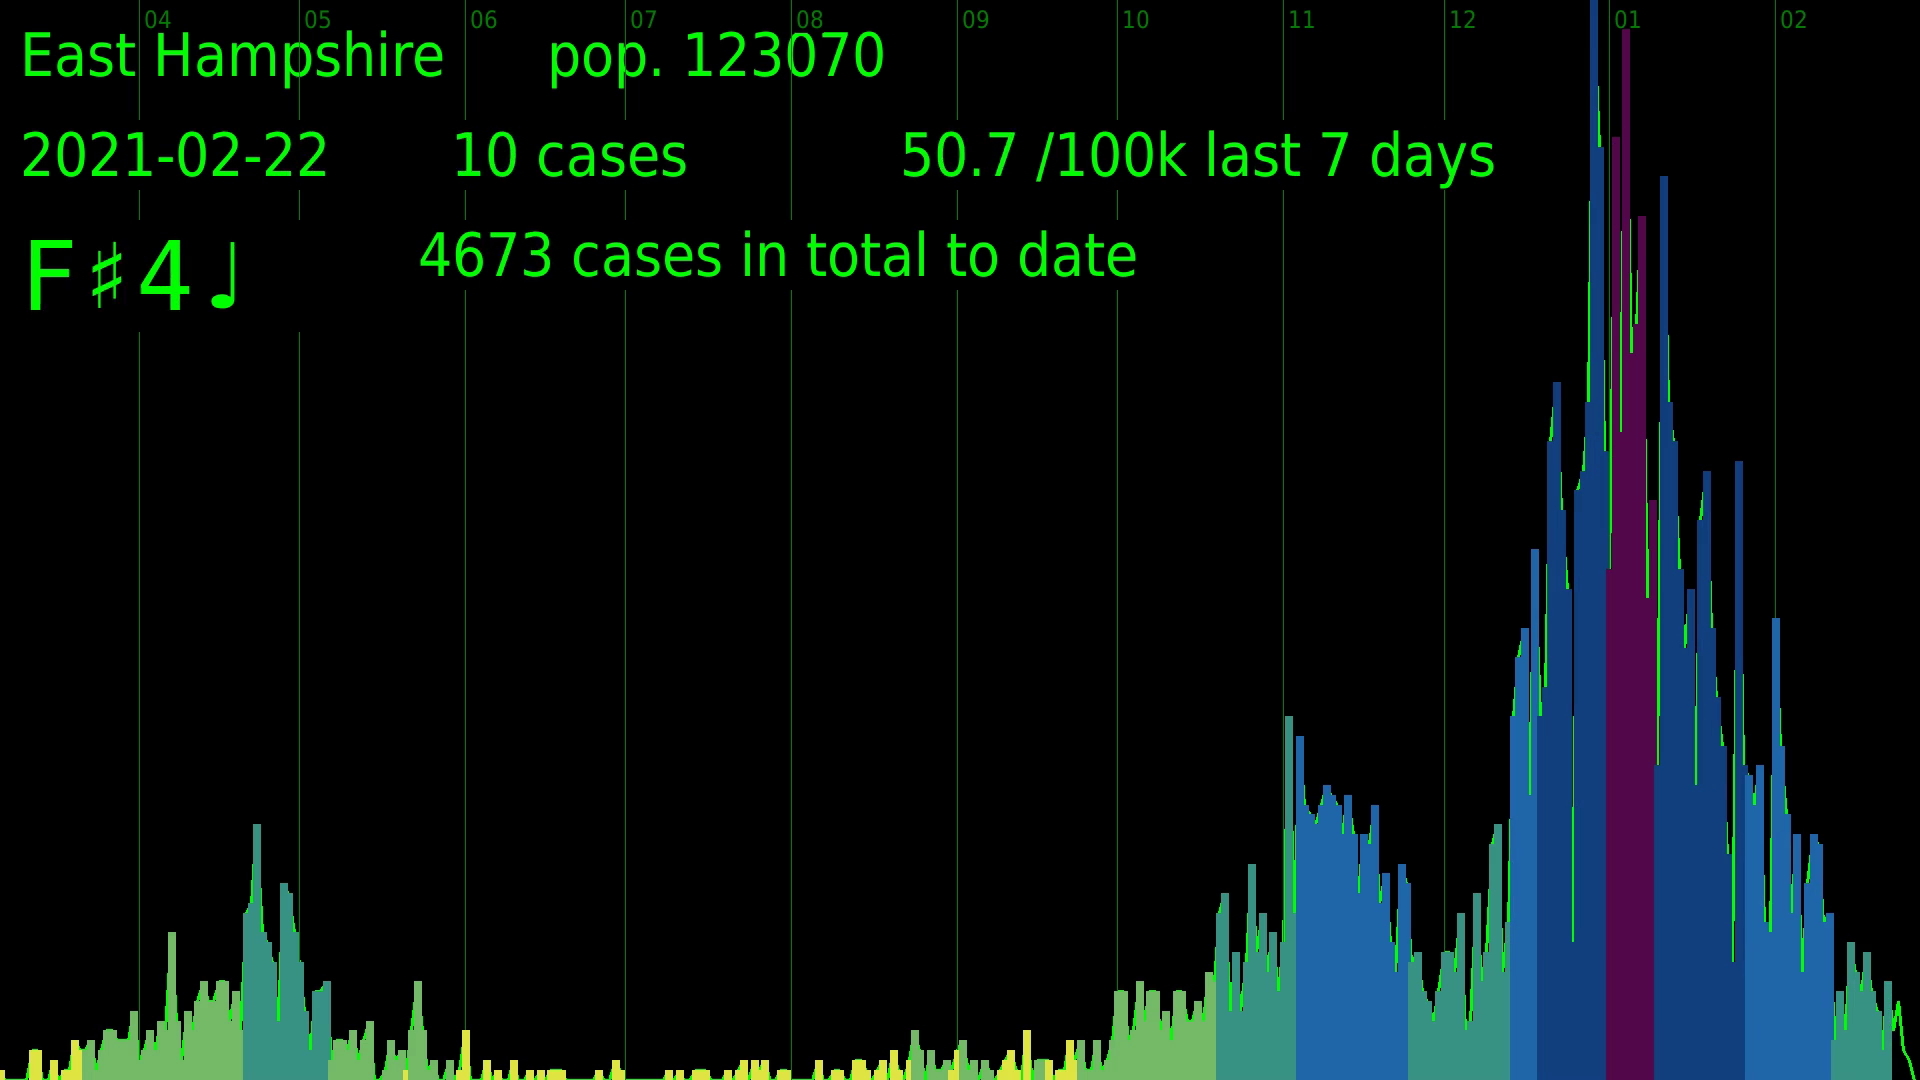 04 05 06 07 08 09 10 11 12 01 02
East Hampshire pop. 123070
2021-02-22 10 cases 50.7 /100k last 7 days
F♯4♩ 4673 cases in total to date